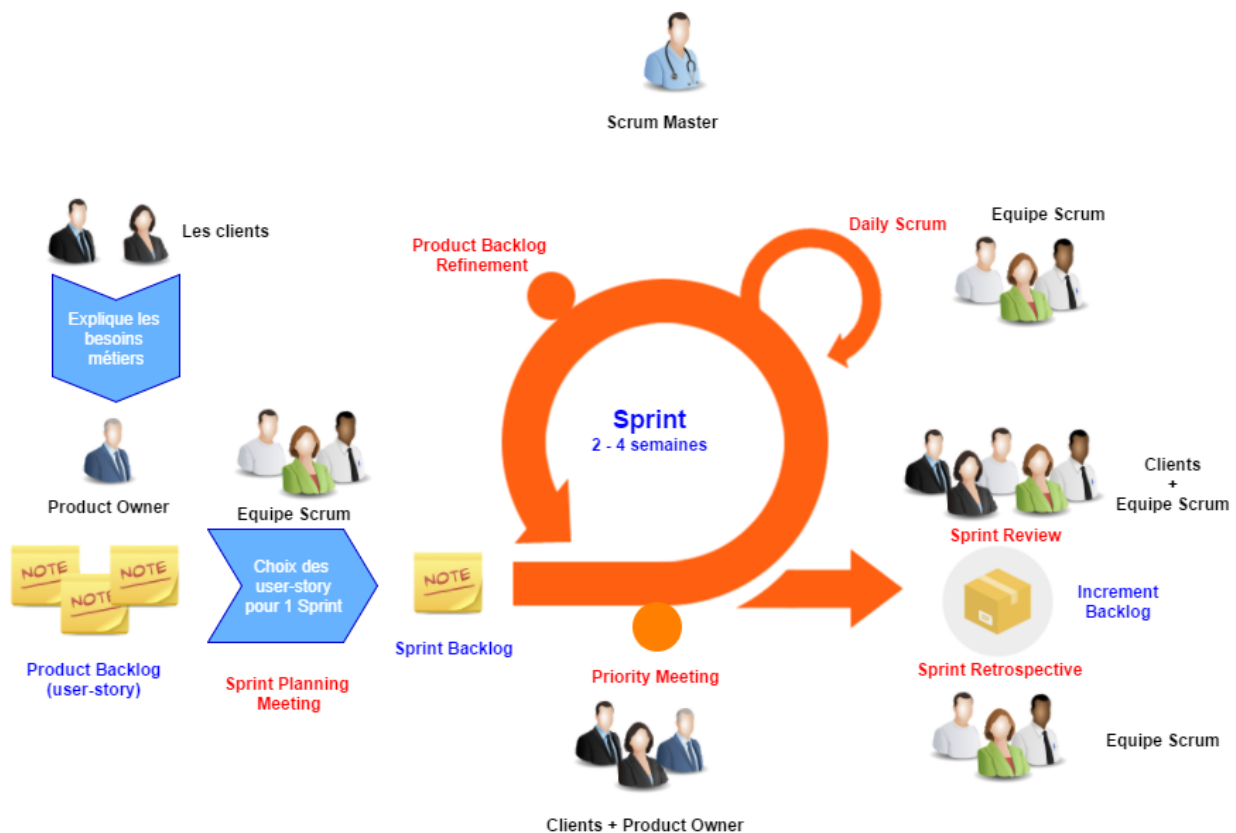 Scrum Master
Les clients
Explique les
besoins
métiers
Product Owner
NOTE
NOTE
NOTE
Product Backlog
(user-story)
Equipe Scrum
Choix des
user-story
pour 1 Sprint
Sprint Planning
Meeting
NOTE
Sprint Backlog
Product Backlog
Refinement
Sprint
2 - 4 semaines
Priority Meeting
Clients + Product Owner
Daily Scrum
Equipe Scrum
Clients
+
Equipe Scrum
Sprint Review
Increment
Backlog
Sprint Retrospective
Equipe Scrum